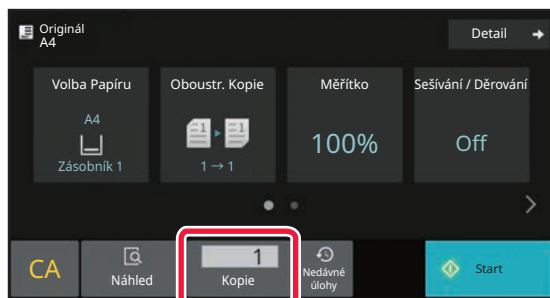 Originál
A4
Detail
Volba Papíru
A4
Zásobník 1
Oboustr. Kopie
1 → 1
Měřítko
100%
Sešívání / Děrování
Off
CA
Náhled
1
Kopie
Nedávné
úlohy
Start